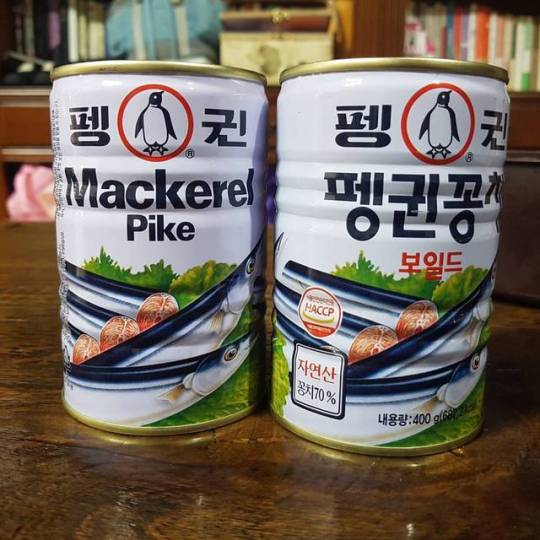 펭 귄
®
Mackerel
Pike
펭 귄
®
펭귄꽁치
보일드
HACCP
자연산
꽁치70%
내용량:400 g